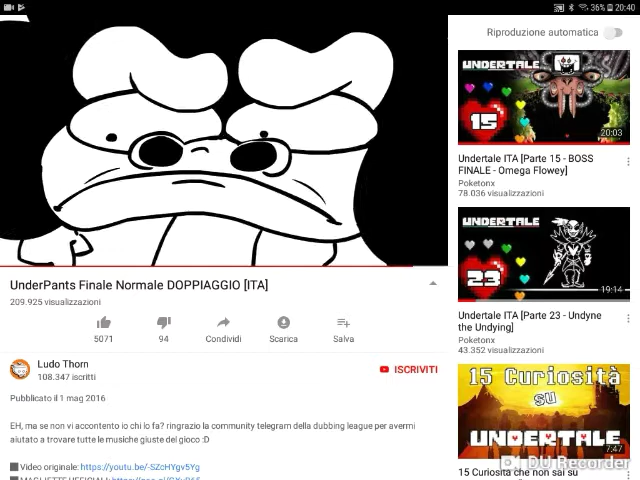 36% 20:40
UnderPants Finale Normale DOPPIAGGIO [ITA]
209.925 visualizzazioni
5071
94
Condividi
Scarica
Salva
Ludo Thorn
108.347 iscritti
ISCRIVITI
Pubblicato il 1 mag 2016
EH, ma se non vi accontento io chi lo fa? ringrazio la community telegram della dubbing league per avermi
aiutato a trovare tutte le musiche giuste del gioco :D
Video originale: https://youtu.be/-SZcHYgv5Yg
MAGLIETTE UFFICIALI:
Riproduzione automatica
UNDERTALE
15
20:03
Undertale ITA [Parte 15 - BOSS
FINALE - Omega Flowey]
Poketonx
78.036 visualizzazioni
UNDERTALE
23
19:14
Undertale ITA [Parte 23 - Undyne
the Undying]
Poketonx
43.352 visualizzazioni
15 Curiosità
su
UNDERTALE
7:47
DU Recorder
15 Curiosità che non sai su